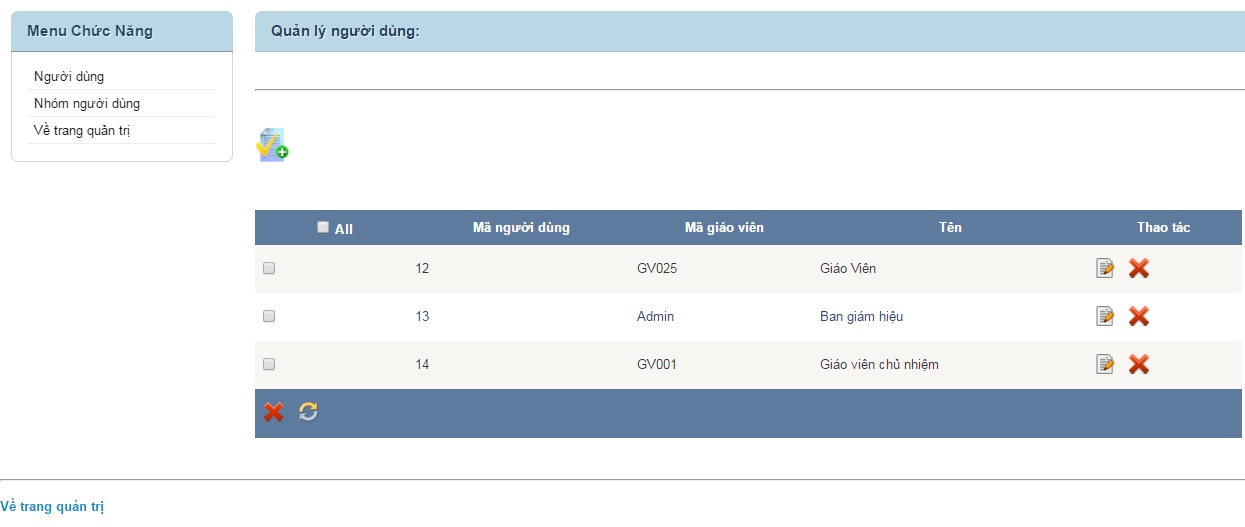 Menu Chức Năng
Người dùng
Nhóm người dùng
Về trang quản trị
Quản lý người dùng:
All Mã người dùng Mã giáo viên Tên Thao tác
12 GV025 Giáo Viên
13 Admin Ban giám hiệu
14 GV001 Giáo viên chủ nhiệm
Về trang quản trị